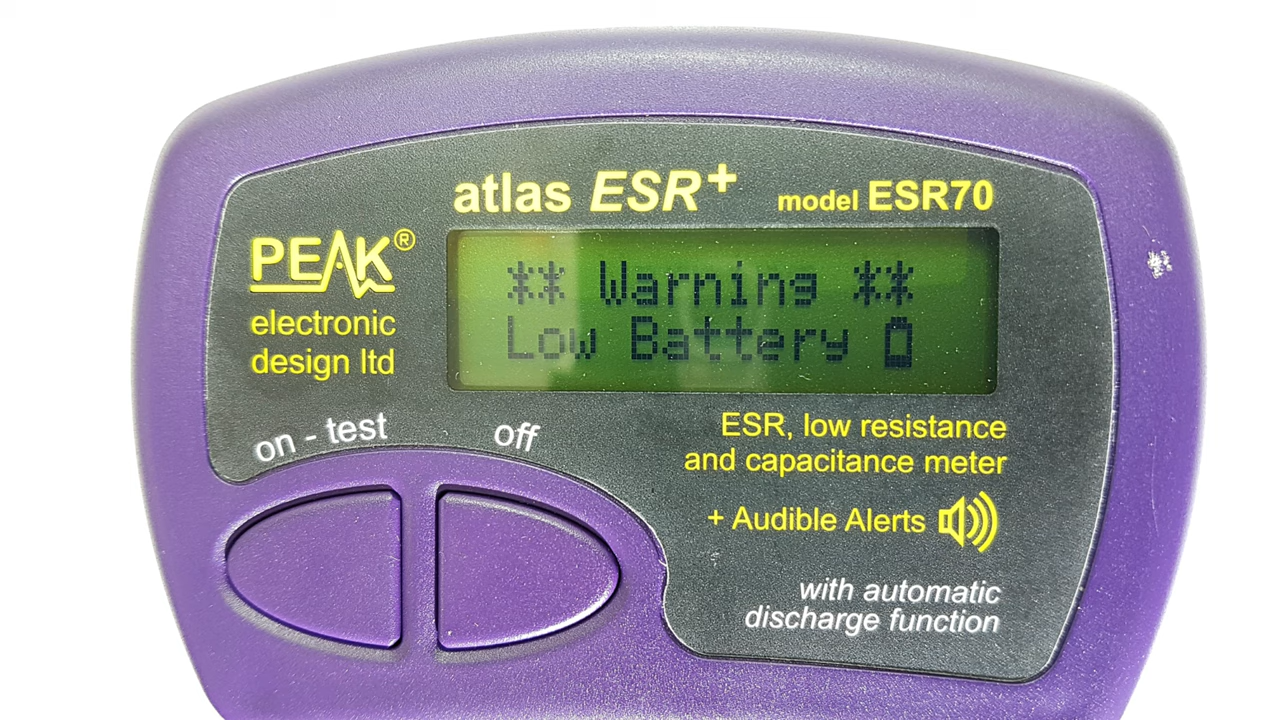 atlas ESR+ model ESR70
PEAK®
electronic
design ltd
** Warning **
Low Battery
on - test
off
ESR, low resistance
and capacitance meter
+ Audible Alerts
with automatic
discharge function